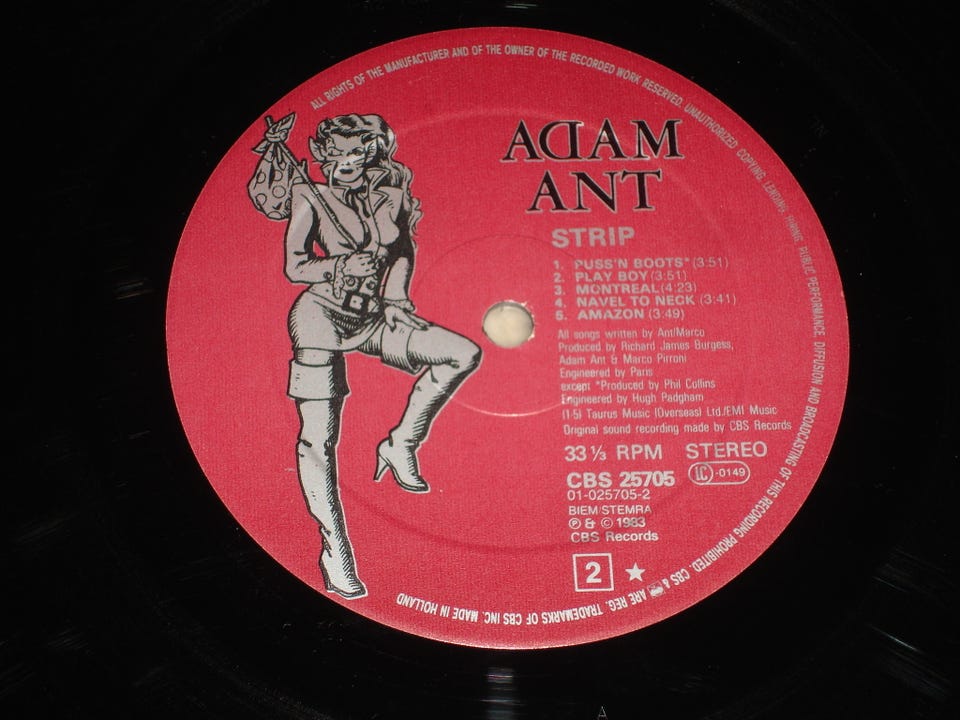 ALL RIGHTS OF THE MANUFACTURER AND OF THE OWNER OF THE RECORDED WORK RESERVED. UNAUTHORIZED COPYING, LENDING, HIRING, PUBLIC PERFORMANCE, DIFFUSION AND BROADCASTING OF THIS RECORDING PROHIBITED. CBS & ARE REG. TRADEMARKS OF CBS INC. MADE IN HOLLAND
ADAM
ANT
STRIP
1. PUSS'N BOOTS* (3:51)
2. PLAY BOY (3:51)
3. MONTREAL (4:23)
4. NAVEL TO NECK (3:41)
5. AMAZON (3:49)
All songs written by Ant/Marco
Produced by Richard James Burgess,
Adam Ant & Marco Pirroni
Engineered by Paris
except *Produced by Phil Collins
Engineered by Hugh Padgham
(1-5) Taurus Music (Overseas) Ltd./EMI Music
Original sound recording made by CBS Records
33⅓ RPM STEREO
CBS 25705 LC-0149
01-025705-2
BIEM/STEMRA
℗ & © 1983
CBS Records
2 ★
A